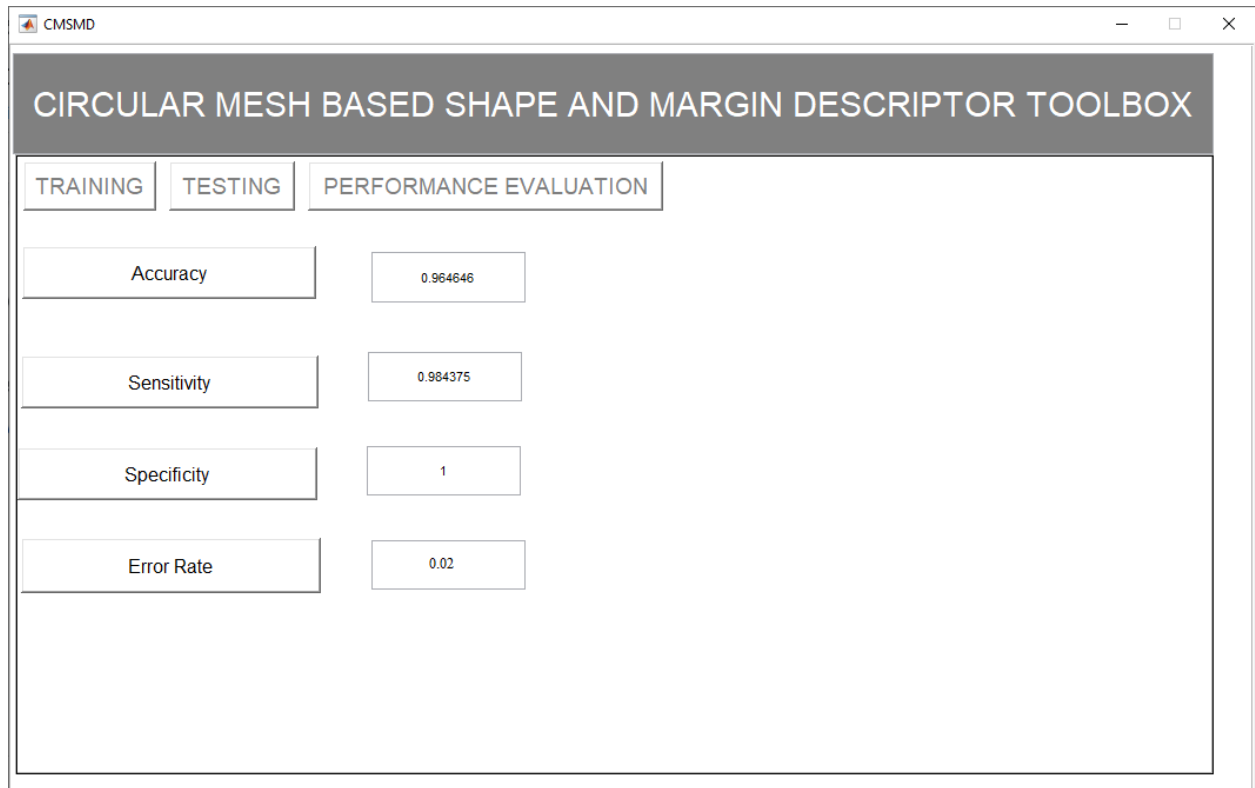 CMSMD
CIRCULAR MESH BASED SHAPE AND MARGIN DESCRIPTOR TOOLBOX
TRAINING TESTING PERFORMANCE EVALUATION
Accuracy 0.964646
Sensitivity 0.984375
Specificity 1
Error Rate 0.02